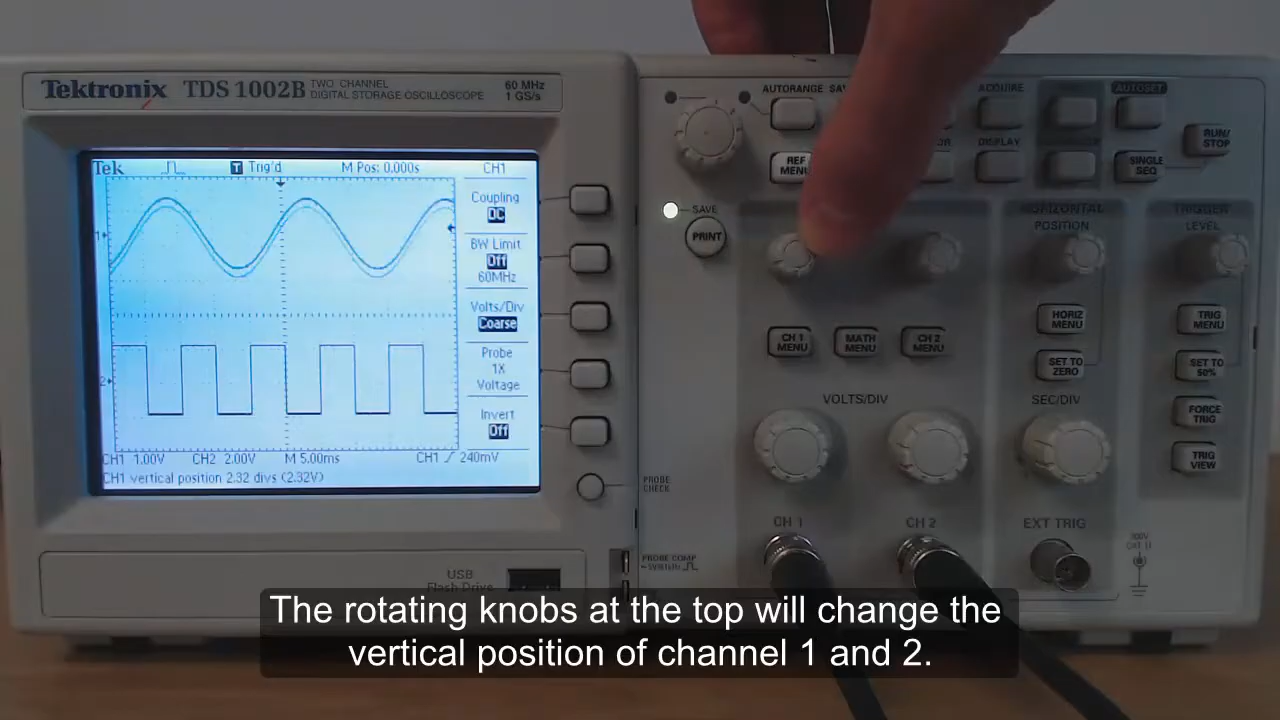 Tektronix TDS 1002B TWO CHANNEL
DIGITAL STORAGE OSCILLOSCOPE
60 MHz
1 GS/s
Tek T Trig'd M Pos: 0.000s CH1
Coupling
DC
BW Limit
Off
60MHz
Volts/Div
Coarse
Probe
1X
Voltage
Invert
Off
1
2
CH1 1.00V CH2 2.00V M 5.00ms CH1 240mV
CH1 vertical position 2.32 divs (2.32V)
USB
Flash Drive
AUTORANGE
ACQUIRE
AUTOSET
REF
MENU
DISPLAY
SINGLE
SEQ
RUN/
STOP
SAVE
PRINT
HORIZONTAL
POSITION
TRIGGER
LEVEL
CH 1
MENU
MATH
MENU
CH 2
MENU
HORIZ
MENU
SET TO
ZERO
TRIG
MENU
SET TO
50%
FORCE
TRIG
TRIG
VIEW
VOLTS/DIV
SEC/DIV
PROBE
CHECK
CH 1
CH 2
EXT TRIG
PROBE COMP
The rotating knobs at the top will change the
vertical position of channel 1 and 2.